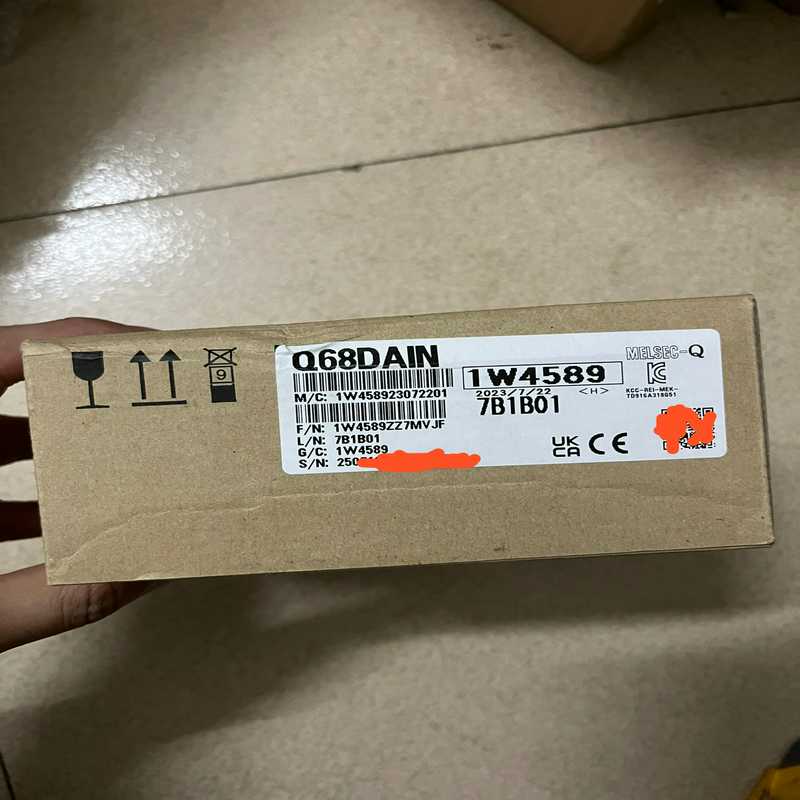 Q68DAIN
MELSEC-Q
1W4589
M/C: 1W458923072201
2023/7/22 <H>
7B1B01
KCC-REI-MEK-
TD916A318G51
F/N: 1W4589ZZ7MVJF
L/N: 7B1B01
G/C: 1W4589
S/N: 250
UK
CA CE
9